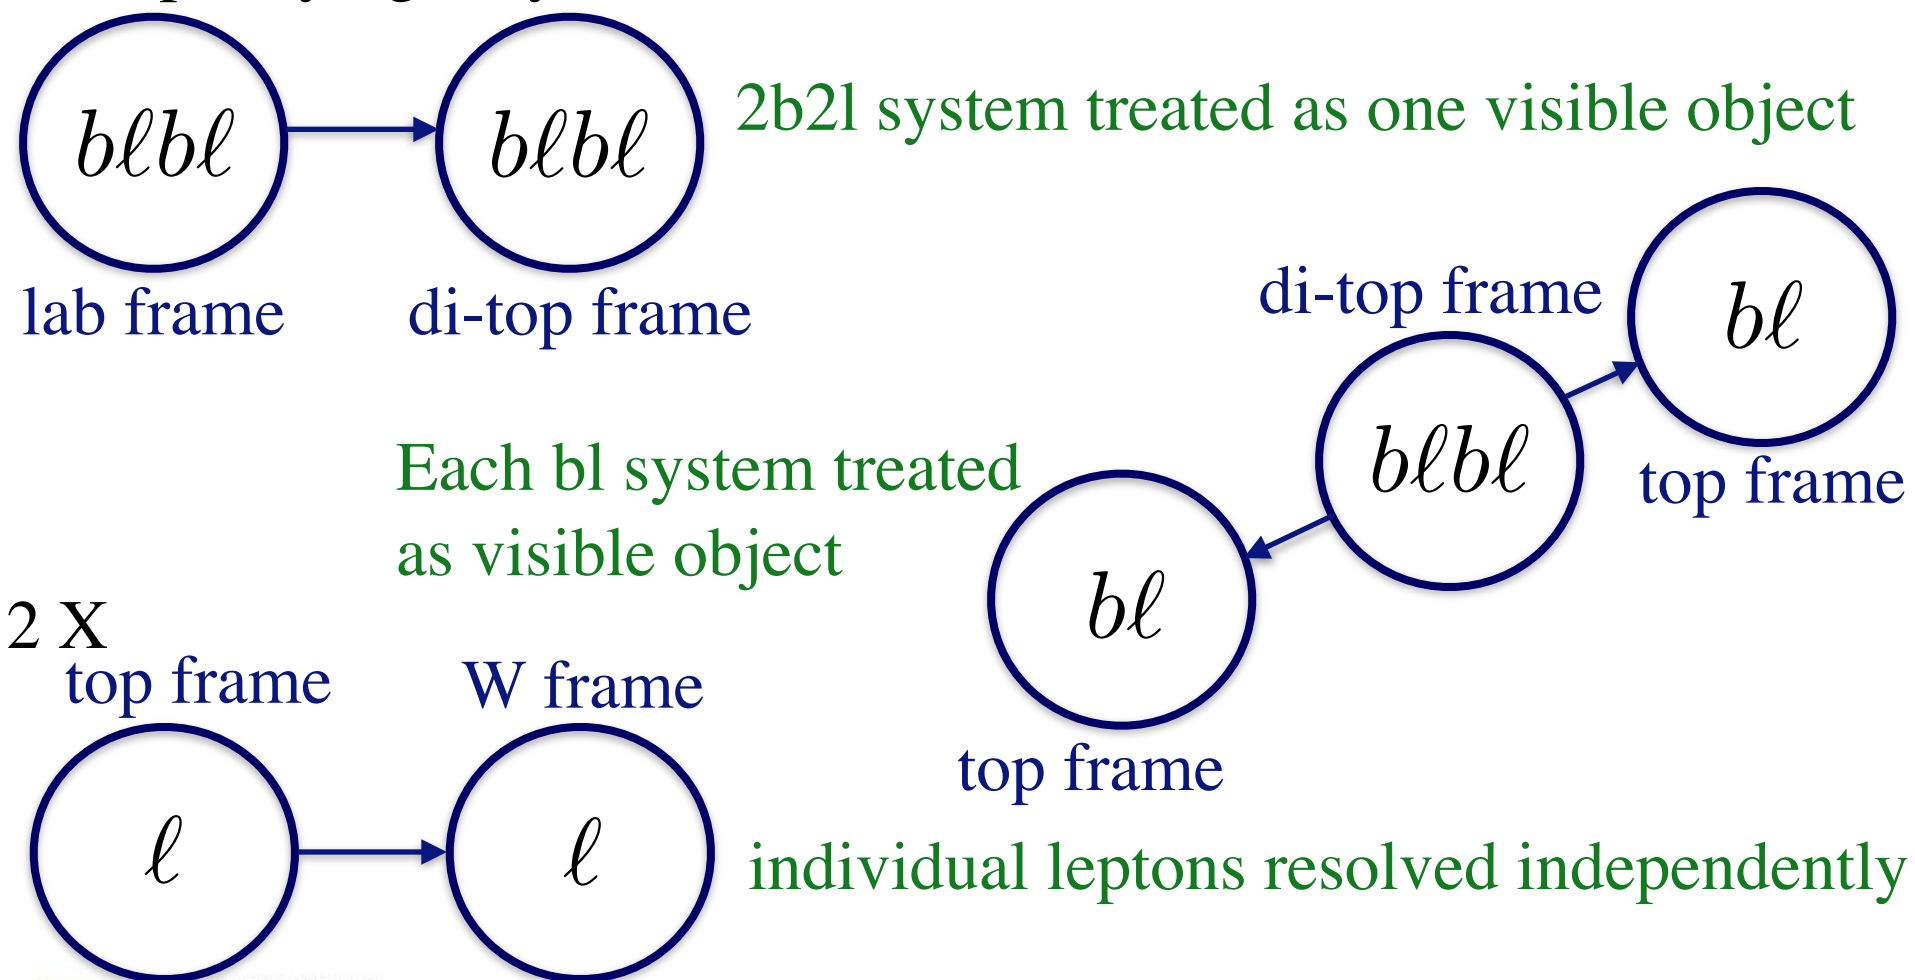 bℓbℓ
bℓbℓ
2b2l system treated as one visible object
lab frame
di-top frame
di-top frame
bℓ
bℓbℓ
top frame
Each bl system treated
as visible object
bℓ
top frame
2 X
top frame
W frame
ℓ
ℓ
individual leptons resolved independently